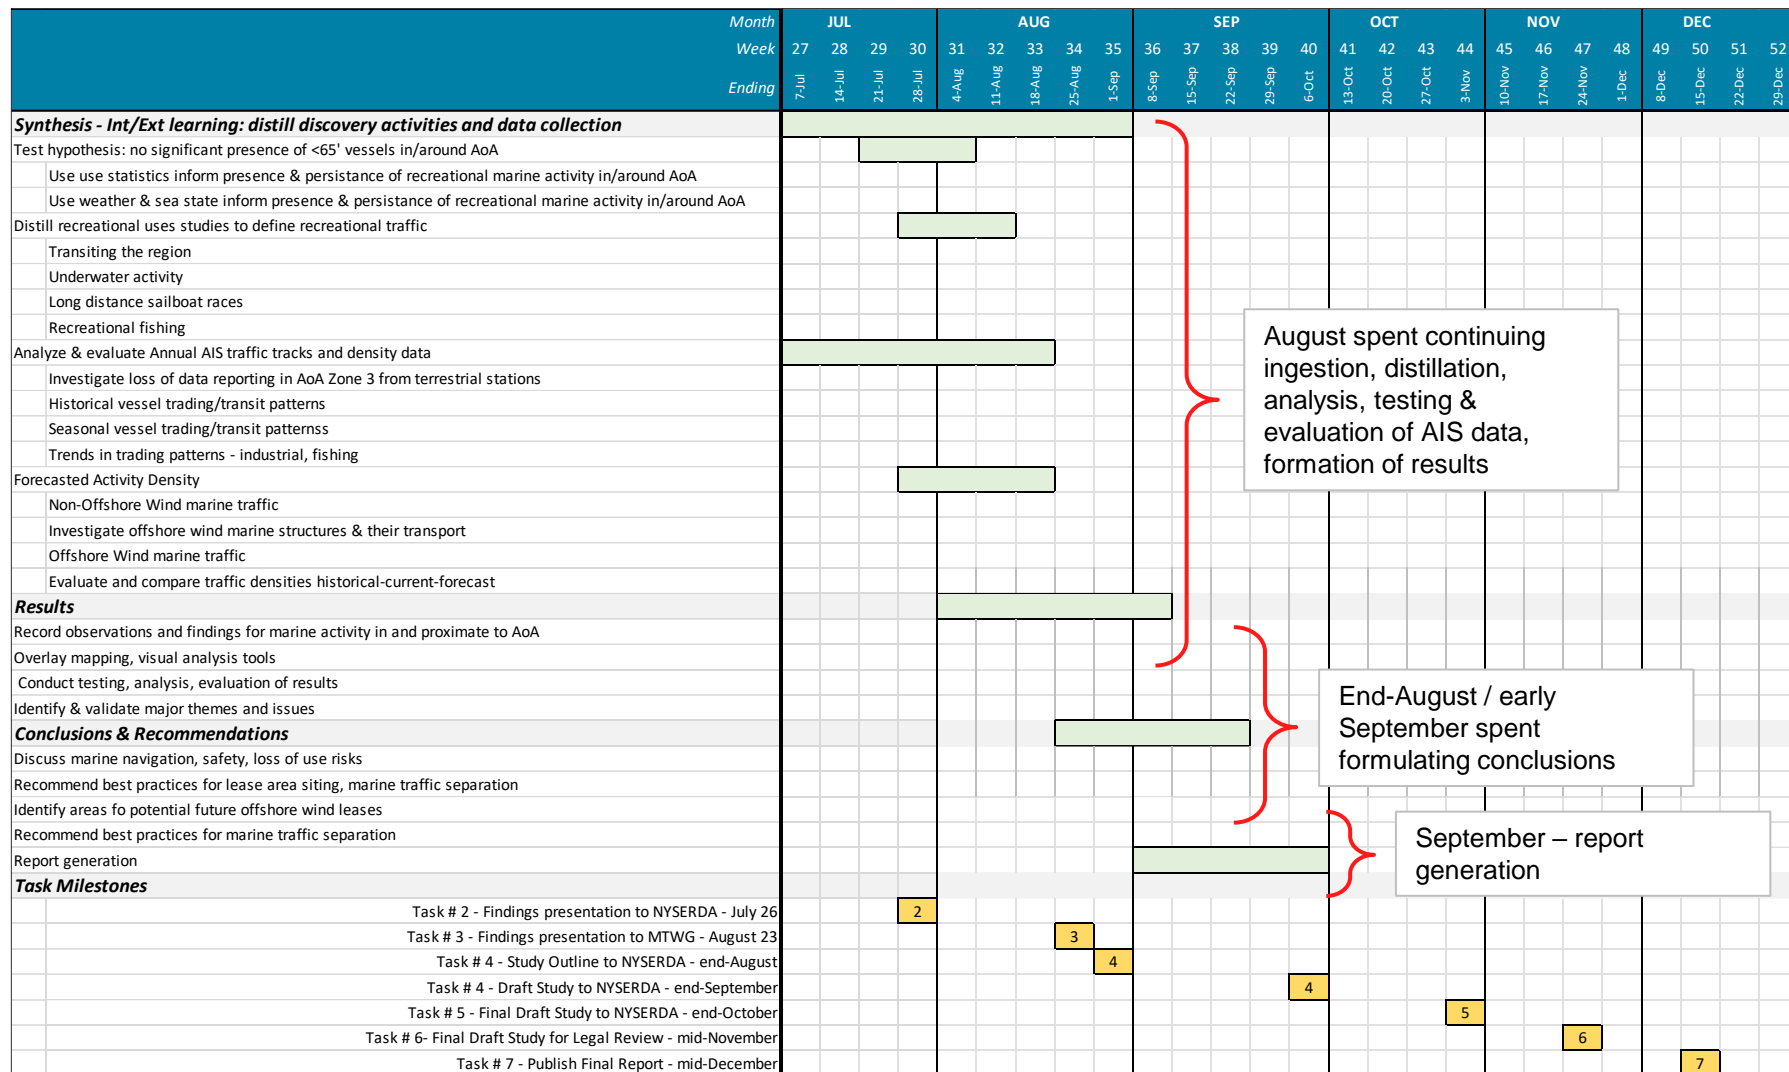 Month JUL AUG SEP OCT NOV DEC
Week 27 28 29 30 31 32 33 34 35 36 37 38 39 40 41 42 43 44 45 46 47 48 49 50 51 52
Ending 7-Jul 14-Jul 21-Jul 28-Jul 4-Aug 11-Aug 18-Aug 25-Aug 1-Sep 8-Sep 15-Sep 22-Sep 29-Sep 6-Oct 13-Oct 20-Oct 27-Oct 3-Nov 10-Nov 17-Nov 24-Nov 1-Dec 8-Dec 15-Dec 22-Dec 29-Dec
Synthesis - Int/Ext learning: distill discovery activities and data collection
Test hypothesis: no significant presence of <65' vessels in/around AoA
Use use statistics inform presence & persistance of recreational marine activity in/around AoA
Use weather & sea state inform presence & persistance of recreational marine activity in/around AoA
Distill recreational uses studies to define recreational traffic
Transiting the region
Underwater activity
Long distance sailboat races
Recreational fishing
Analyze & evaluate Annual AIS traffic tracks and density data
Investigate loss of data reporting in AoA Zone 3 from terrestrial stations
Historical vessel trading/transit patterns
Seasonal vessel trading/transit patternss
Trends in trading patterns - industrial, fishing
Forecasted Activity Density
Non-Offshore Wind marine traffic
Investigate offshore wind marine structures & their transport
Offshore Wind marine traffic
Evaluate and compare traffic densities historical-current-forecast
Results
Record observations and findings for marine activity in and proximate to AoA
Overlay mapping, visual analysis tools
Conduct testing, analysis, evaluation of results
Identify & validate major themes and issues
Conclusions & Recommendations
Discuss marine navigation, safety, loss of use risks
Recommend best practices for lease area siting, marine traffic separation
Identify areas fo potential future offshore wind leases
Recommend best practices for marine traffic separation
Report generation
Task Milestones
Task # 2 - Findings presentation to NYSERDA - July 26 2
Task # 3 - Findings presentation to MTWG - August 23 3
Task # 4 - Study Outline to NYSERDA - end-August 4
Task # 4 - Draft Study to NYSERDA - end-September 4
Task # 5 - Final Draft Study to NYSERDA - end-October 5
Task # 6- Final Draft Study for Legal Review - mid-November 6
Task # 7 - Publish Final Report - mid-December 7
August spent continuing
ingestion, distillation,
analysis, testing &
evaluation of AIS data,
formation of results
End-August / early
September spent
formulating conclusions
September – report
generation